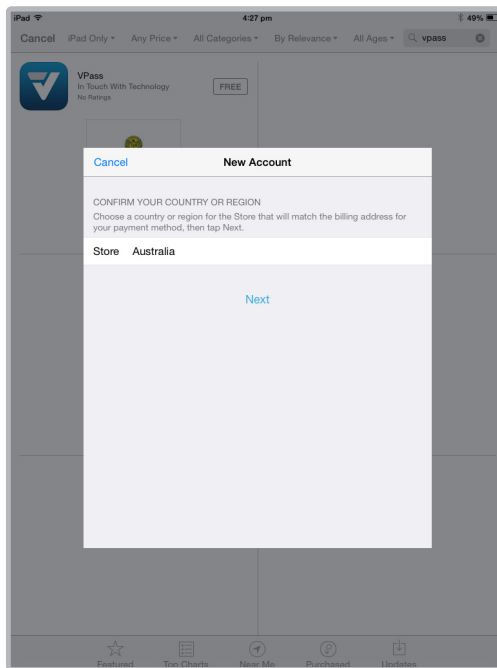 iPad 4:27 pm 49%
Cancel iPad Only Any Price All Categories By Relevance All Ages vpass
VPass
In Touch With Technology
No Ratings
FREE
Cancel New Account
CONFIRM YOUR COUNTRY OR REGION
Choose a country or region for the Store that will match the billing address for
your payment method, then tap Next.
Store Australia
Next
Featured Top Charts Near Me Purchased Updates